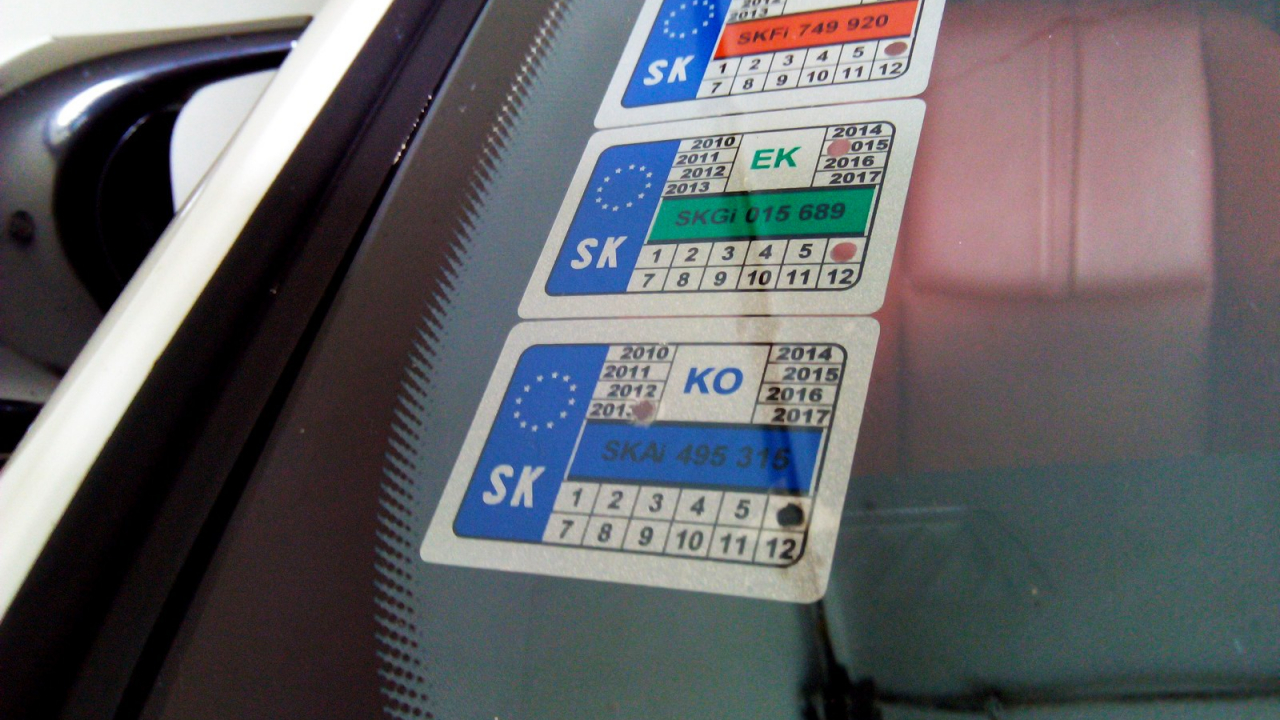 2012
2013
SKFi 749 920
SK
1 2 3 4 5
7 8 9 10 11 12
2010 EK 2014
2011 015
2012 2016
2013 2017
SKGi 015 689
SK
1 2 3 4 5
7 8 9 10 11 12
2010 KO 2014
2011 2015
2012 2016
201 2017
SKAi 495 315
SK
1 2 3 4 5
7 8 9 10 11 12